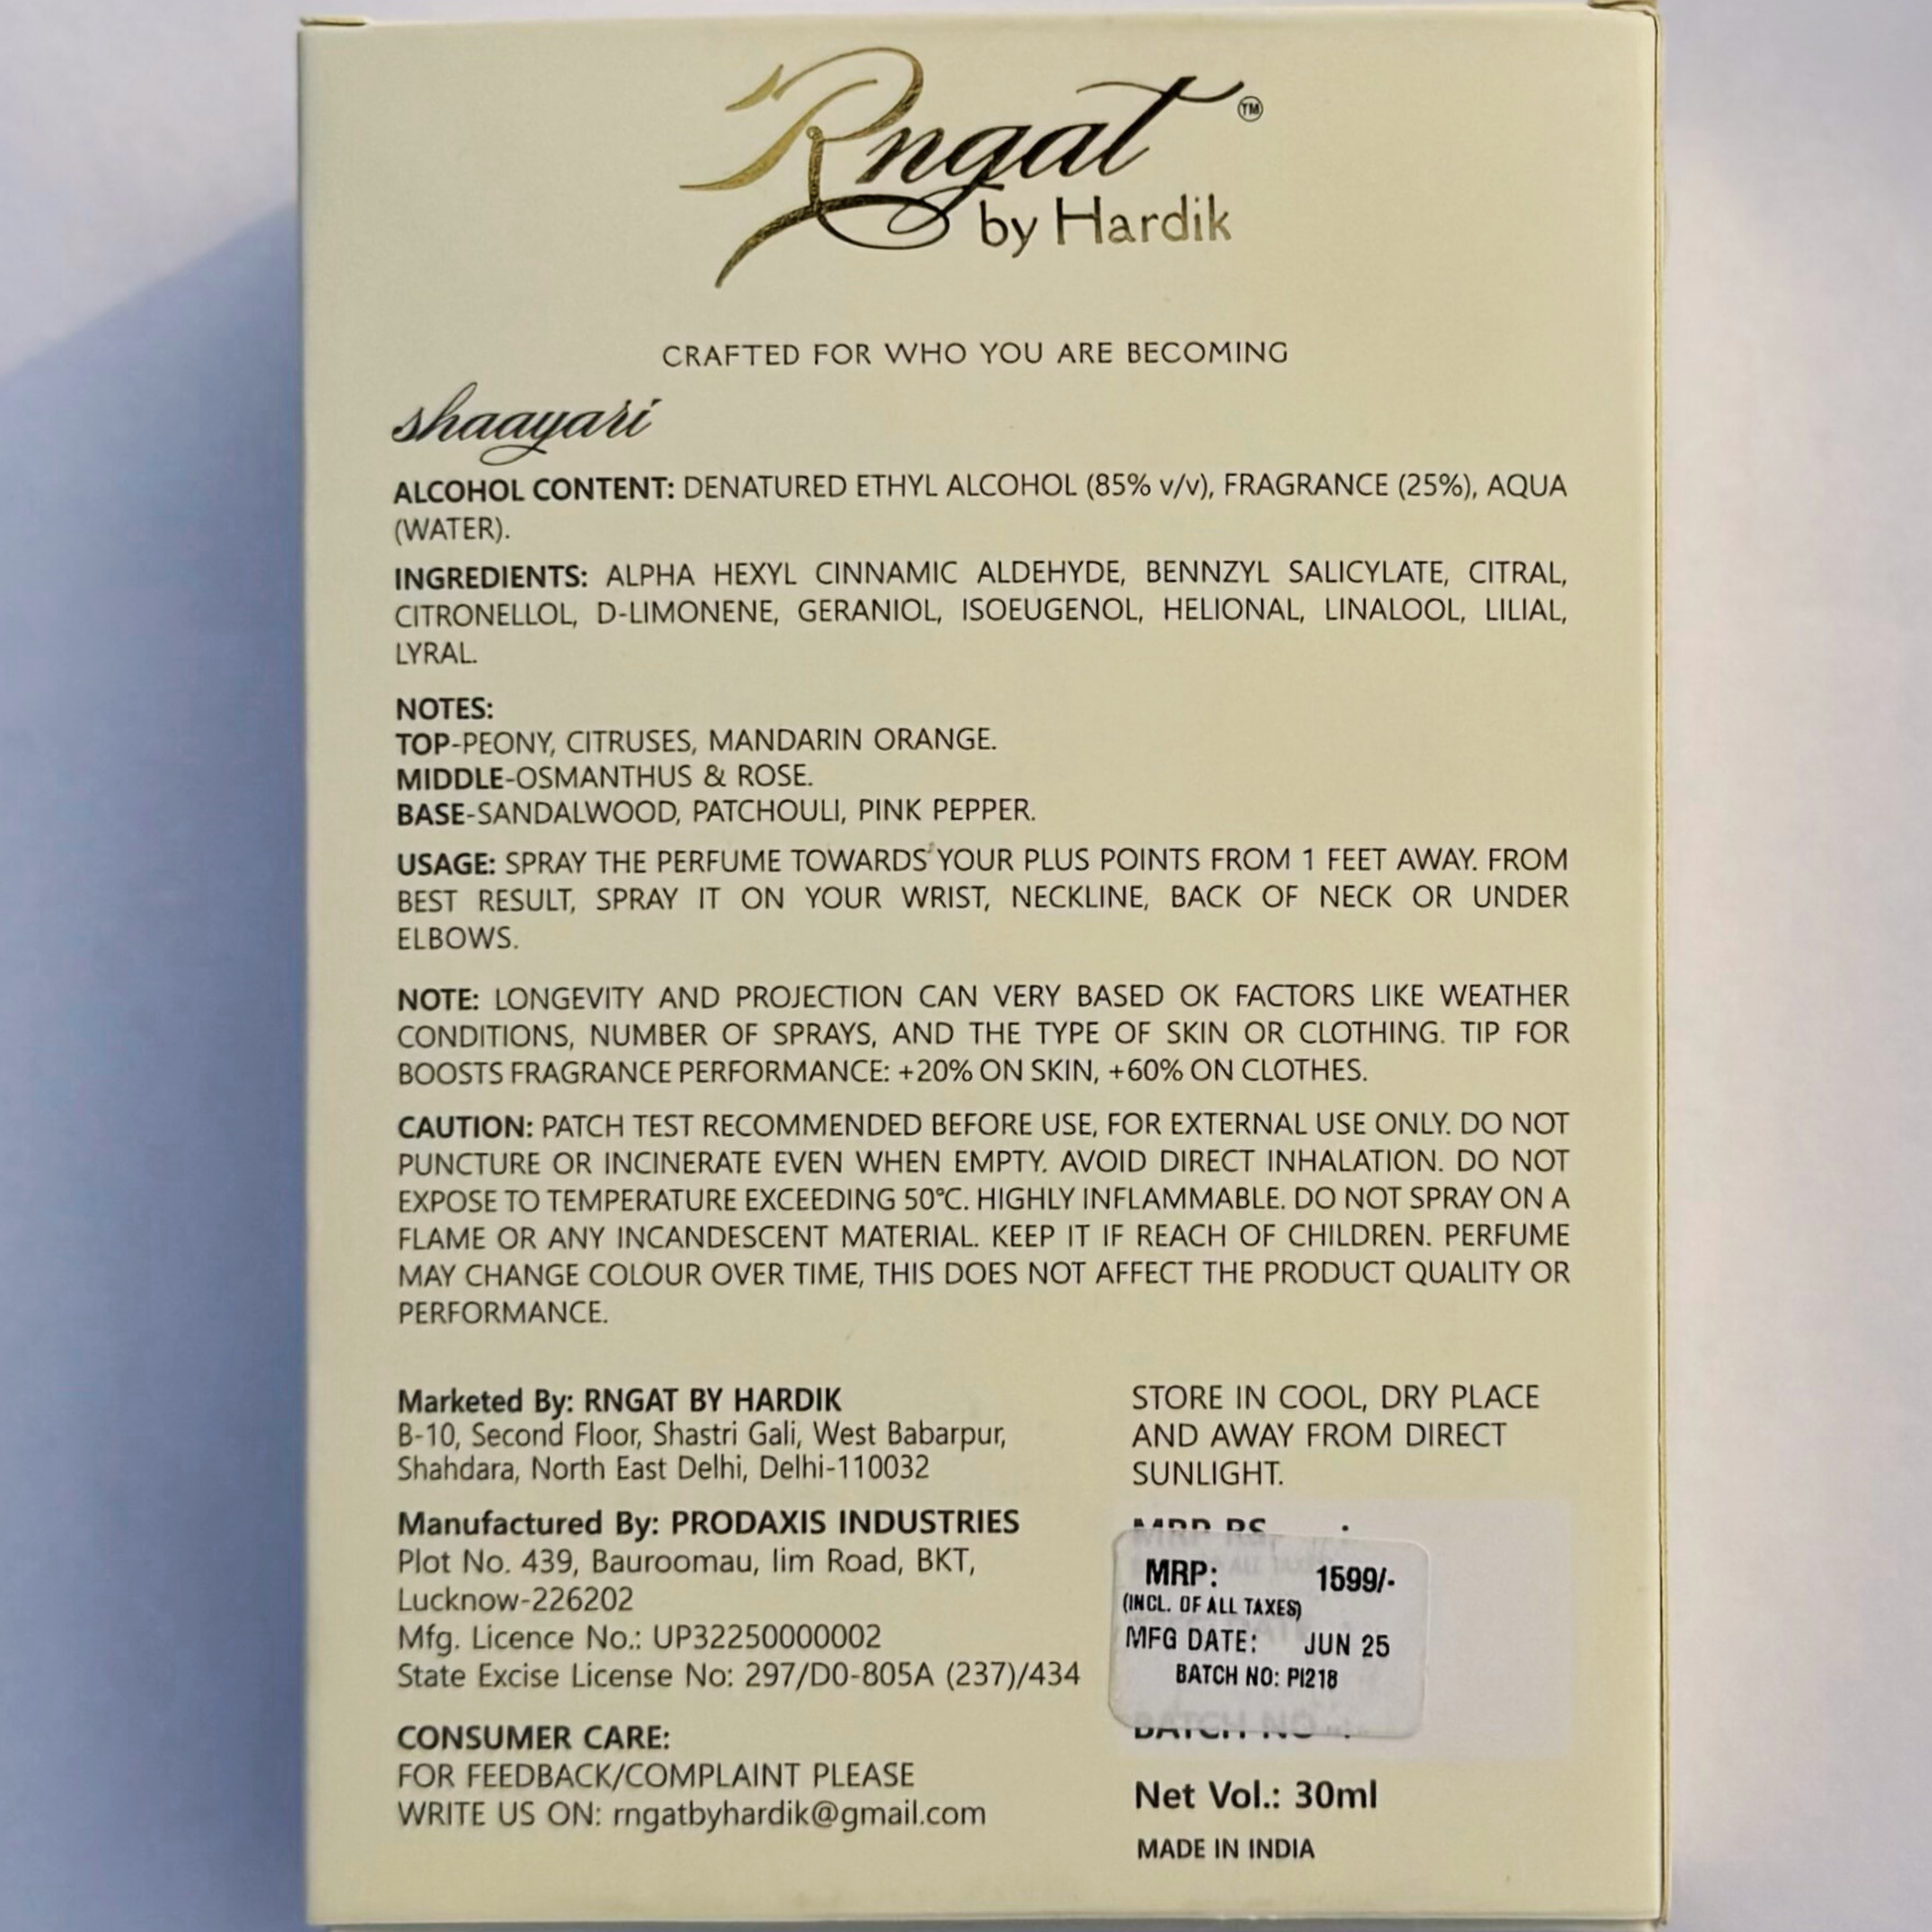 Rngat ™
by Hardik
CRAFTED FOR WHO YOU ARE BECOMING
shaayari
ALCOHOL CONTENT: DENATURED ETHYL ALCOHOL (85% v/v), FRAGRANCE (25%), AQUA
(WATER).
INGREDIENTS: ALPHA HEXYL CINNAMIC ALDEHYDE, BENNZYL SALICYLATE, CITRAL,
CITRONELLOL, D-LIMONENE, GERANIOL, ISOEUGENOL, HELIONAL, LINALOOL, LILIAL,
LYRAL.
NOTES:
TOP-PEONY, CITRUSES, MANDARIN ORANGE.
MIDDLE-OSMANTHUS & ROSE.
BASE-SANDALWOOD, PATCHOULI, PINK PEPPER.
USAGE: SPRAY THE PERFUME TOWARDS YOUR PLUS POINTS FROM 1 FEET AWAY. FROM
BEST RESULT, SPRAY IT ON YOUR WRIST, NECKLINE, BACK OF NECK OR UNDER
ELBOWS.
NOTE: LONGEVITY AND PROJECTION CAN VERY BASED OK FACTORS LIKE WEATHER
CONDITIONS, NUMBER OF SPRAYS, AND THE TYPE OF SKIN OR CLOTHING. TIP FOR
BOOSTS FRAGRANCE PERFORMANCE: +20% ON SKIN, +60% ON CLOTHES.
CAUTION: PATCH TEST RECOMMENDED BEFORE USE, FOR EXTERNAL USE ONLY. DO NOT
PUNCTURE OR INCINERATE EVEN WHEN EMPTY. AVOID DIRECT INHALATION. DO NOT
EXPOSE TO TEMPERATURE EXCEEDING 50°C. HIGHLY INFLAMMABLE. DO NOT SPRAY ON A
FLAME OR ANY INCANDESCENT MATERIAL. KEEP IT IF REACH OF CHILDREN. PERFUME
MAY CHANGE COLOUR OVER TIME, THIS DOES NOT AFFECT THE PRODUCT QUALITY OR
PERFORMANCE.
Marketed By: RNGAT BY HARDIK
B-10, Second Floor, Shastri Gali, West Babarpur,
Shahdara, North East Delhi, Delhi-110032
Manufactured By: PRODAXIS INDUSTRIES
Plot No. 439, Bauroomau, Iim Road, BKT,
Lucknow-226202
Mfg. Licence No.: UP32250000002
State Excise License No: 297/D0-805A (237)/434
CONSUMER CARE:
FOR FEEDBACK/COMPLAINT PLEASE
WRITE US ON: rngatbyhardik@gmail.com
STORE IN COOL, DRY PLACE
AND AWAY FROM DIRECT
SUNLIGHT.
MRP RS. :
MRP: 1599/-
(INCL. OF ALL TAXES)
MFG DATE: JUN 25
BATCH NO: PI218
BATCH NO
Net Vol.: 30ml
MADE IN INDIA